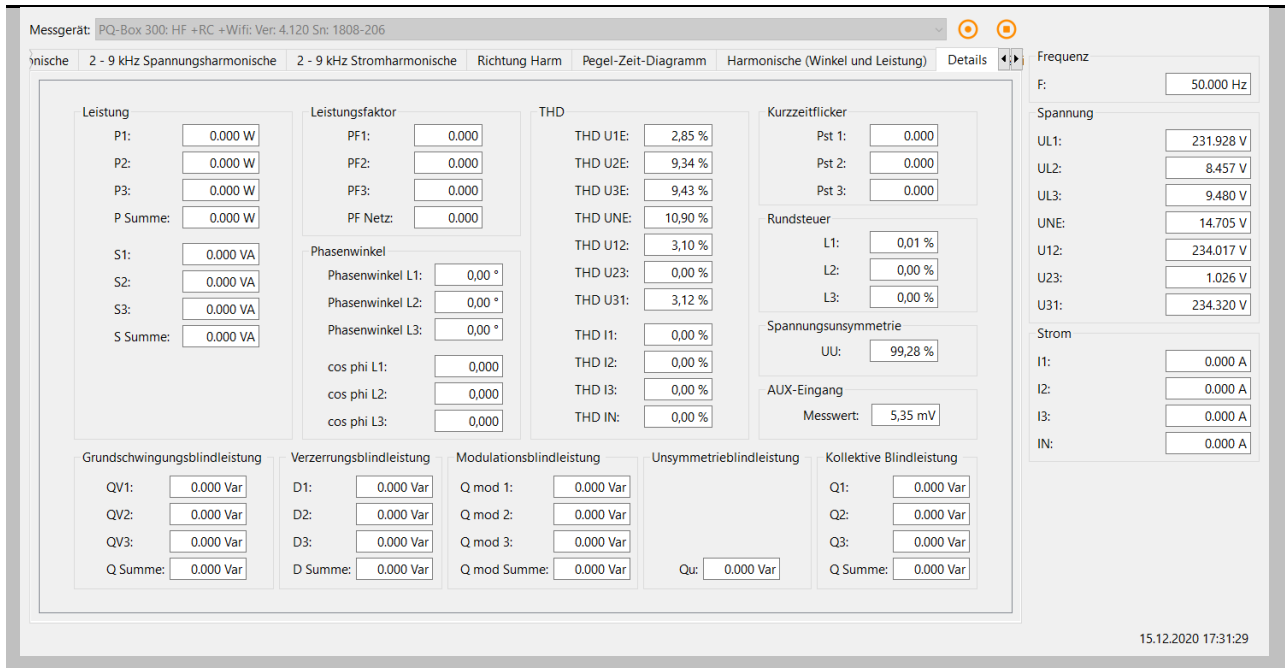 Messgerät: PQ-Box 300: HF +RC +Wifi: Ver: 4.120 Sn: 1808-206
nische 2 - 9 kHz Spannungsharmonische 2 - 9 kHz Stromharmonische Richtung Harm Pegel-Zeit-Diagramm Harmonische (Winkel und Leistung) Details
Leistung
P1: 0.000 W
P2: 0.000 W
P3: 0.000 W
P Summe: 0.000 W
S1: 0.000 VA
S2: 0.000 VA
S3: 0.000 VA
S Summe: 0.000 VA
Leistungsfaktor
PF1: 0.000
PF2: 0.000
PF3: 0.000
PF Netz: 0.000
Phasenwinkel
Phasenwinkel L1: 0,00 °
Phasenwinkel L2: 0,00 °
Phasenwinkel L3: 0,00 °
cos phi L1: 0,000
cos phi L2: 0,000
cos phi L3: 0,000
THD
THD U1E: 2,85 %
THD U2E: 9,34 %
THD U3E: 9,43 %
THD UNE: 10,90 %
THD U12: 3,10 %
THD U23: 0,00 %
THD U31: 3,12 %
THD I1: 0,00 %
THD I2: 0,00 %
THD I3: 0,00 %
THD IN: 0,00 %
Kurzzeitflicker
Pst 1: 0.000
Pst 2: 0.000
Pst 3: 0.000
Rundsteuer
L1: 0,01 %
L2: 0,00 %
L3: 0,00 %
Spannungsunsymmetrie
UU: 99,28 %
AUX-Eingang
Messwert: 5,35 mV
Grundschwingungsblindleistung
QV1: 0.000 Var
QV2: 0.000 Var
QV3: 0.000 Var
Q Summe: 0.000 Var
Verzerrungsblindleistung
D1: 0.000 Var
D2: 0.000 Var
D3: 0.000 Var
D Summe: 0.000 Var
Modulationsblindleistung
Q mod 1: 0.000 Var
Q mod 2: 0.000 Var
Q mod 3: 0.000 Var
Q mod Summe: 0.000 Var
Unsymmetrieblindleistung
Qu: 0.000 Var
Kollektive Blindleistung
Q1: 0.000 Var
Q2: 0.000 Var
Q3: 0.000 Var
Q Summe: 0.000 Var
Frequenz
F: 50.000 Hz
Spannung
UL1: 231.928 V
UL2: 8.457 V
UL3: 9.480 V
UNE: 14.705 V
U12: 234.017 V
U23: 1.026 V
U31: 234.320 V
Strom
I1: 0.000 A
I2: 0.000 A
I3: 0.000 A
IN: 0.000 A
15.12.2020 17:31:29